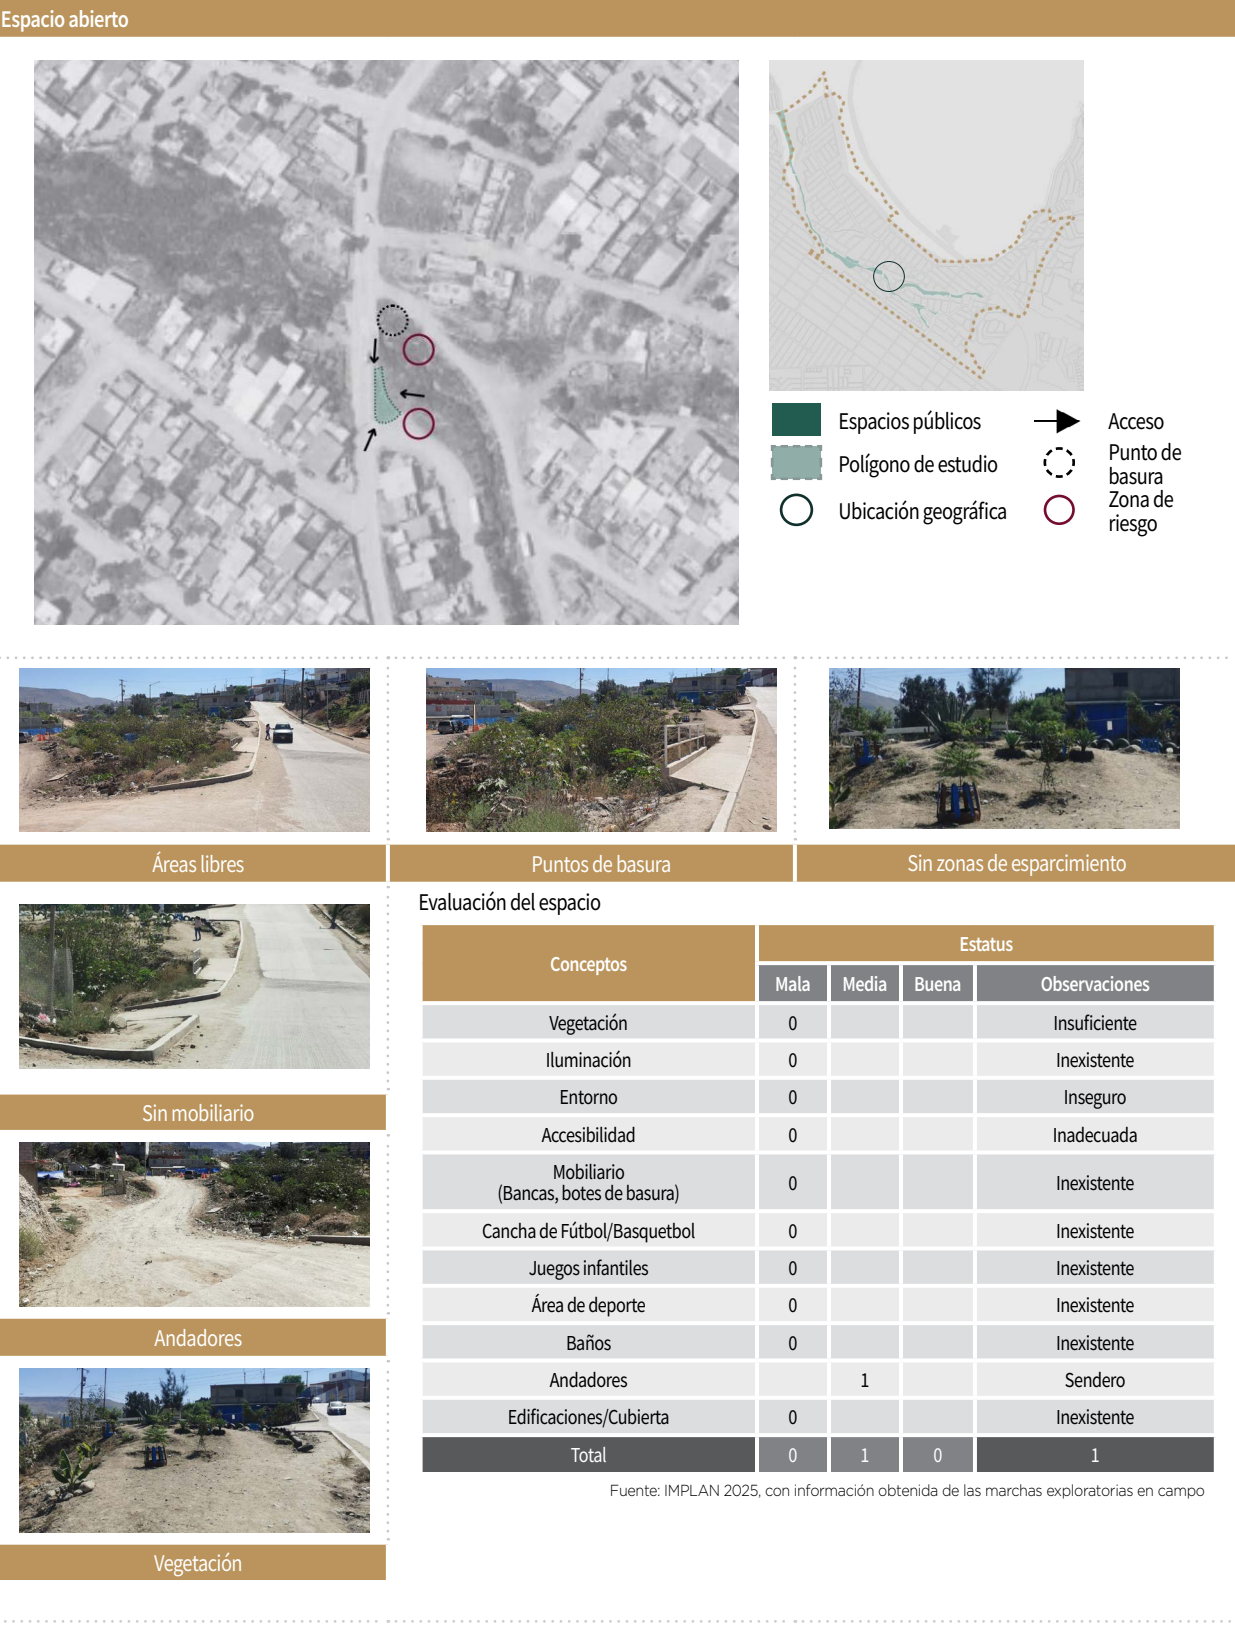 Espacio abierto
Espacios públicos
Polígono de estudio
Ubicación geográfica
Acceso
Punto de
basura
Zona de
riesgo
Áreas libres
Puntos de basura
Sin zonas de esparcimiento
Sin mobiliario
Andadores
Vegetación
Evaluación del espacio
Conceptos Estatus
Mala Media Buena Observaciones
Vegetación 0 Insuficiente
Iluminación 0 Inexistente
Entorno 0 Inseguro
Accesibilidad 0 Inadecuada
Mobiliario
(Bancas, botes de basura) 0 Inexistente
Cancha de Fútbol/Basquetbol 0 Inexistente
Juegos infantiles 0 Inexistente
Área de deporte 0 Inexistente
Baños 0 Inexistente
Andadores 1 Sendero
Edificaciones/Cubierta 0 Inexistente
Total 0 1 0 1
Fuente: IMPLAN 2025, con información obtenida de las marchas exploratorias en campo